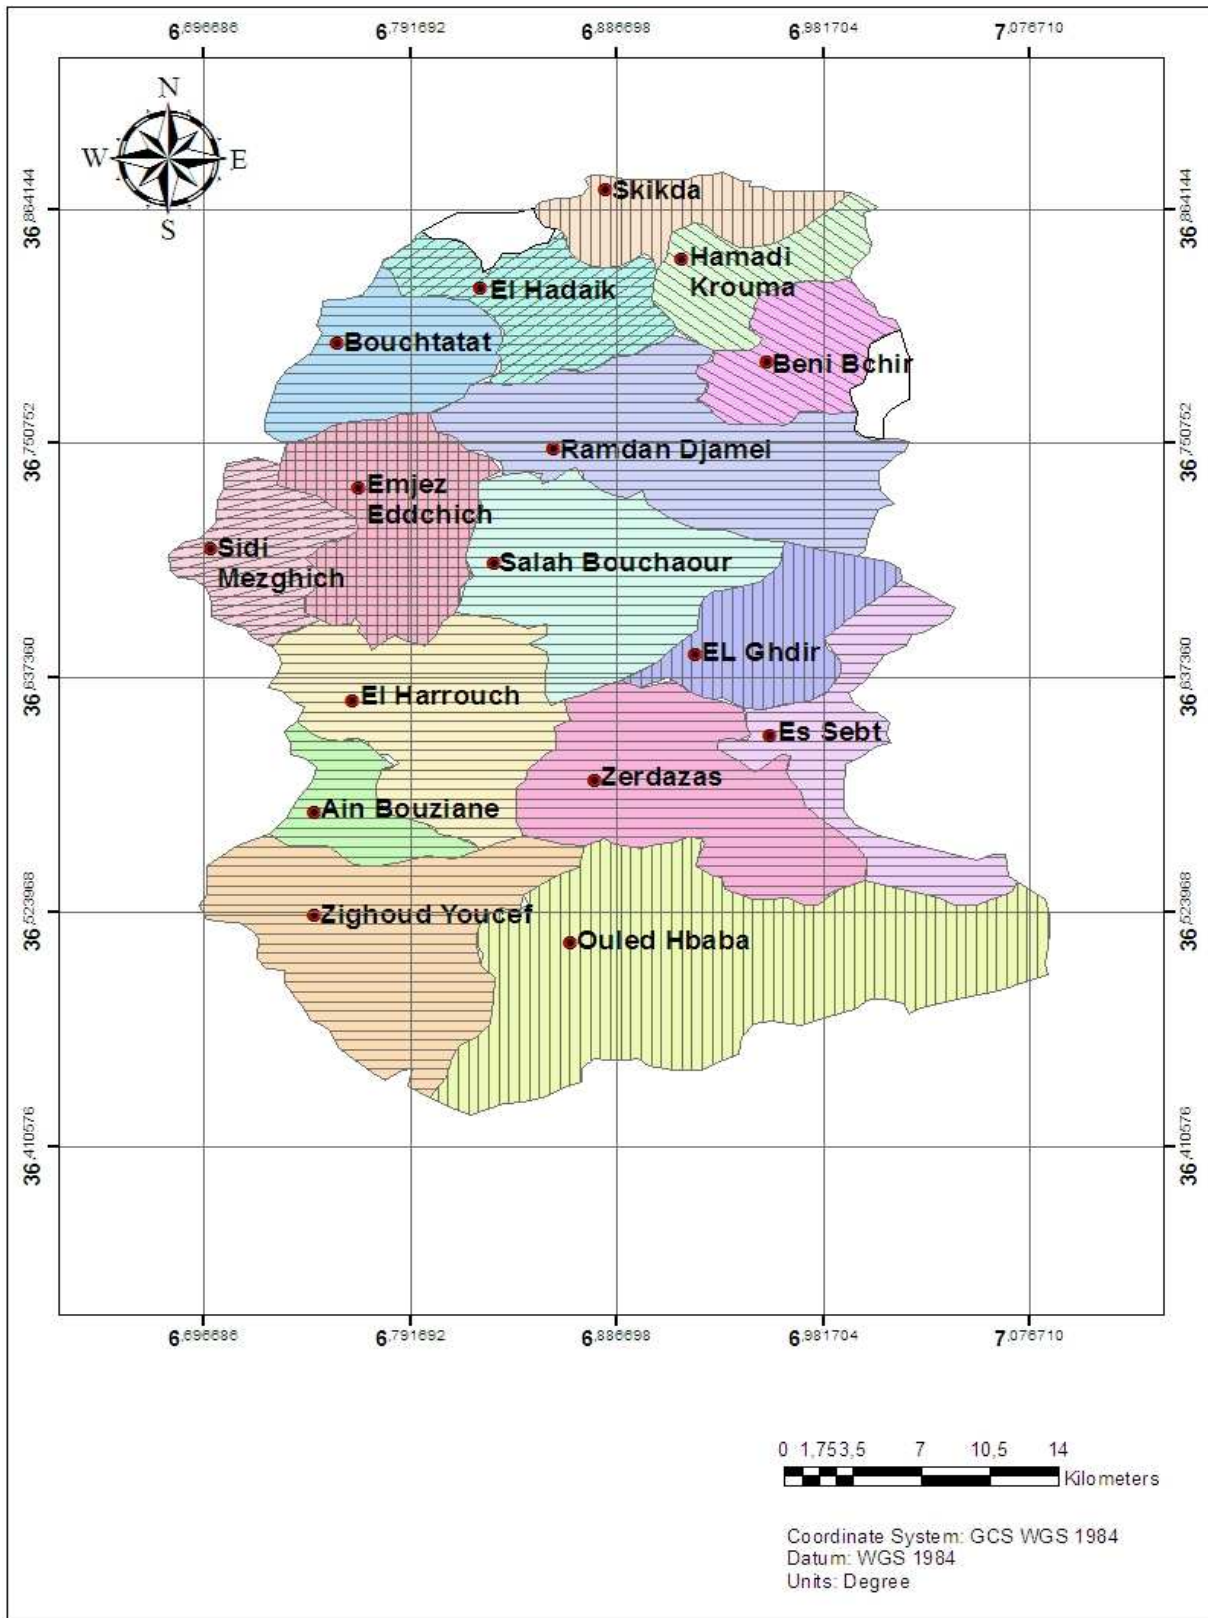 6,696686 6,791692 6,886698 6,981704 7,076710
N
W E
S
36,864144 36,864144
Skikda
Hamadi
Krouma
El Hadaik
Bouchtatat
Beni Bchir
36,750752 36,750752
Ramdan Djamel
Emjez
Eddchich
Sidi
Mezghich
Salah Bouchaour
EL Ghdir
36,637360 36,637360
El Harrouch
Es Sebt
Zerdazas
Ain Bouziane
36,523968 36,523968
Zighoud Youcef
Ouled Hbaba
36,410576 36,410576
6,696686 6,791692 6,886698 6,981704 7,076710
0 1,753,5 7 10,5 14
Kilometers
Coordinate System: GCS WGS 1984
Datum: WGS 1984
Units: Degree